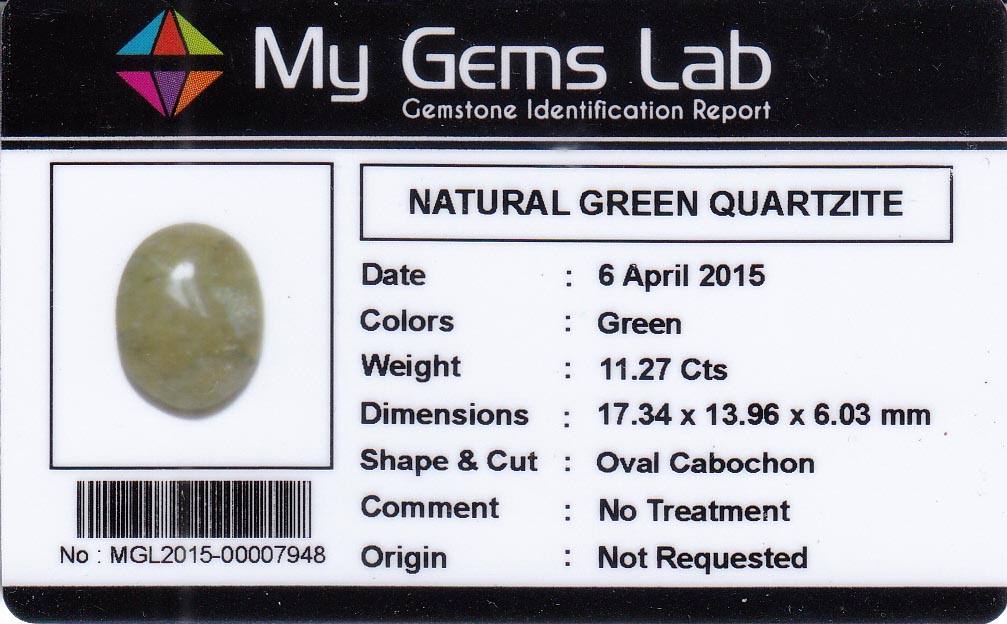 My Gems Lab
Gemstone Identification Report
NATURAL GREEN QUARTZITE
Date : 6 April 2015
Colors : Green
Weight : 11.27 Cts
Dimensions : 17.34 x 13.96 x 6.03 mm
Shape & Cut : Oval Cabochon
Comment : No Treatment
Origin : Not Requested
No : MGL2015-00007948